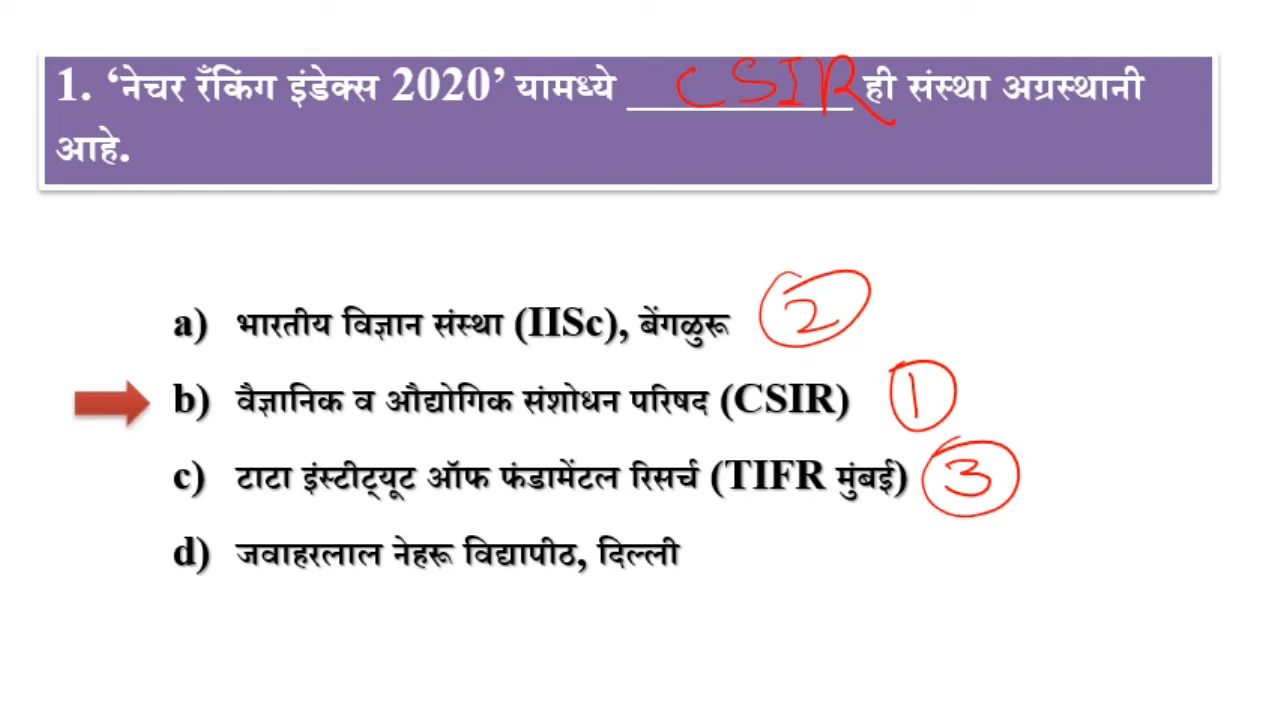 1. ‘नेचर रँकिंग इंडेक्स 2020’ यामध्ये CSIR ही संस्था अग्रस्थानी
आहे.
a) भारतीय विज्ञान संस्था (IISc), बेंगळुरू 2
b) वैज्ञानिक व औद्योगिक संशोधन परिषद (CSIR) 1
c) टाटा इंस्टीट्यूट ऑफ फंडामेंटल रिसर्च (TIFR मुंबई) 3
d) जवाहरलाल नेहरू विद्यापीठ, दिल्ली